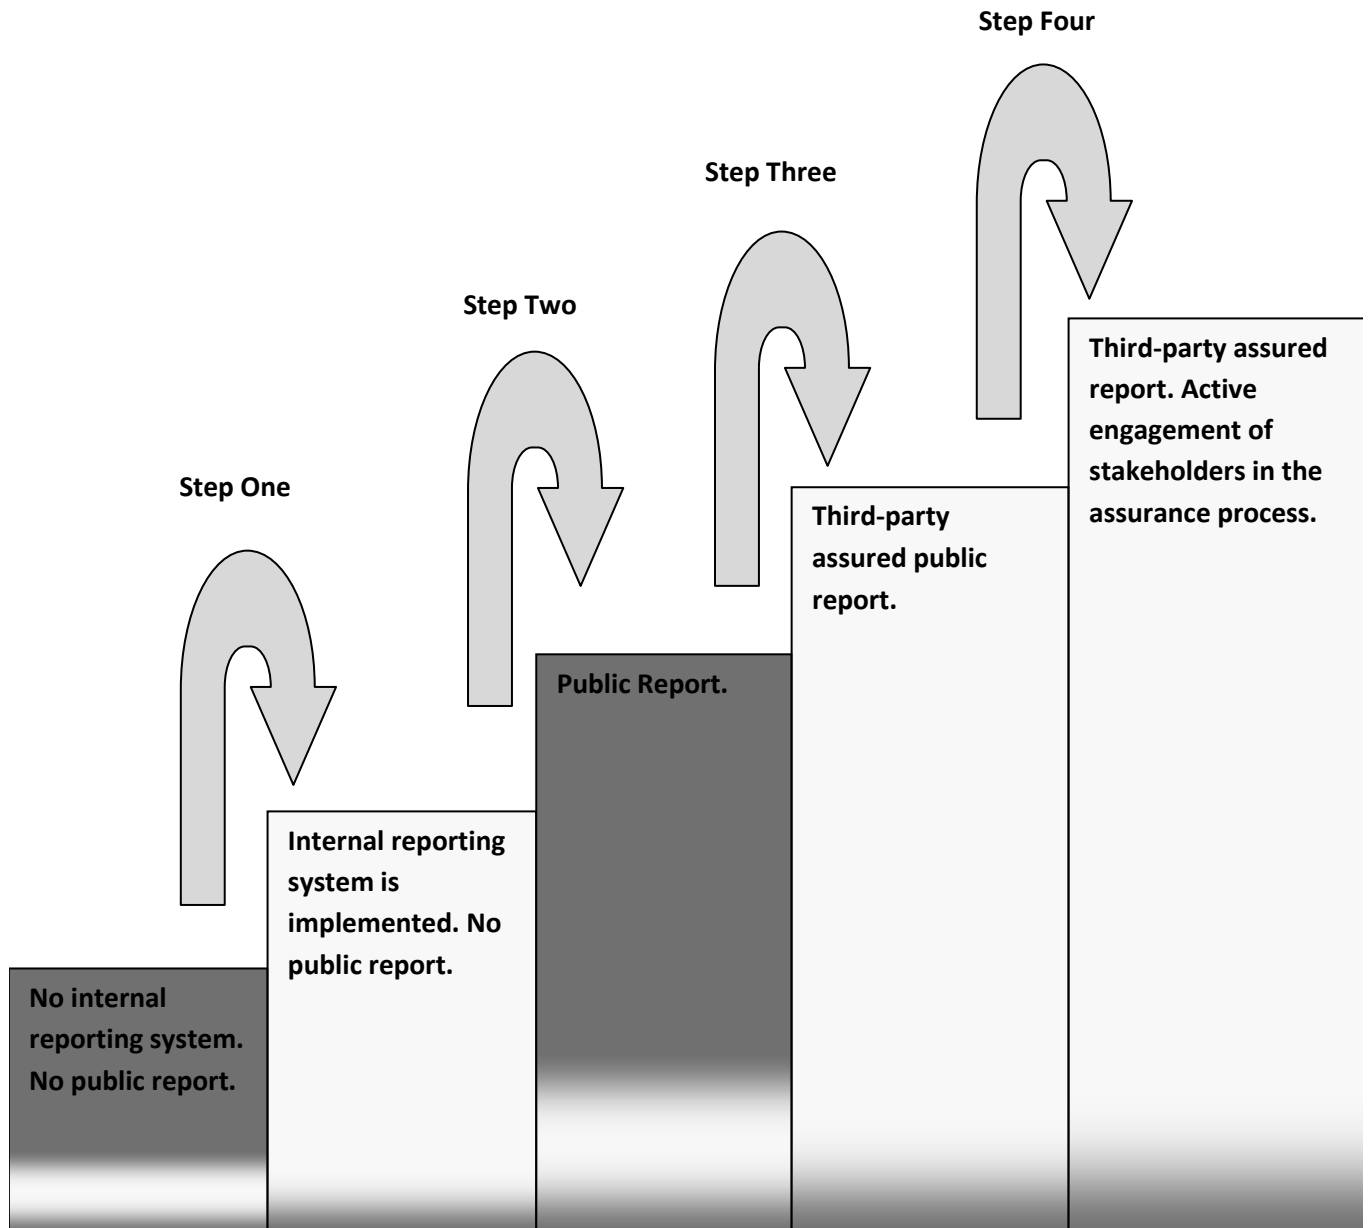 Step One
No internal
reporting system.
No public report.
Step Two
Internal reporting
system is
implemented. No
public report.
Step Three
Public Report.
Step Four
Third-party
assured public
report.
Third-party assured
report. Active
engagement of
stakeholders in the
assurance process.